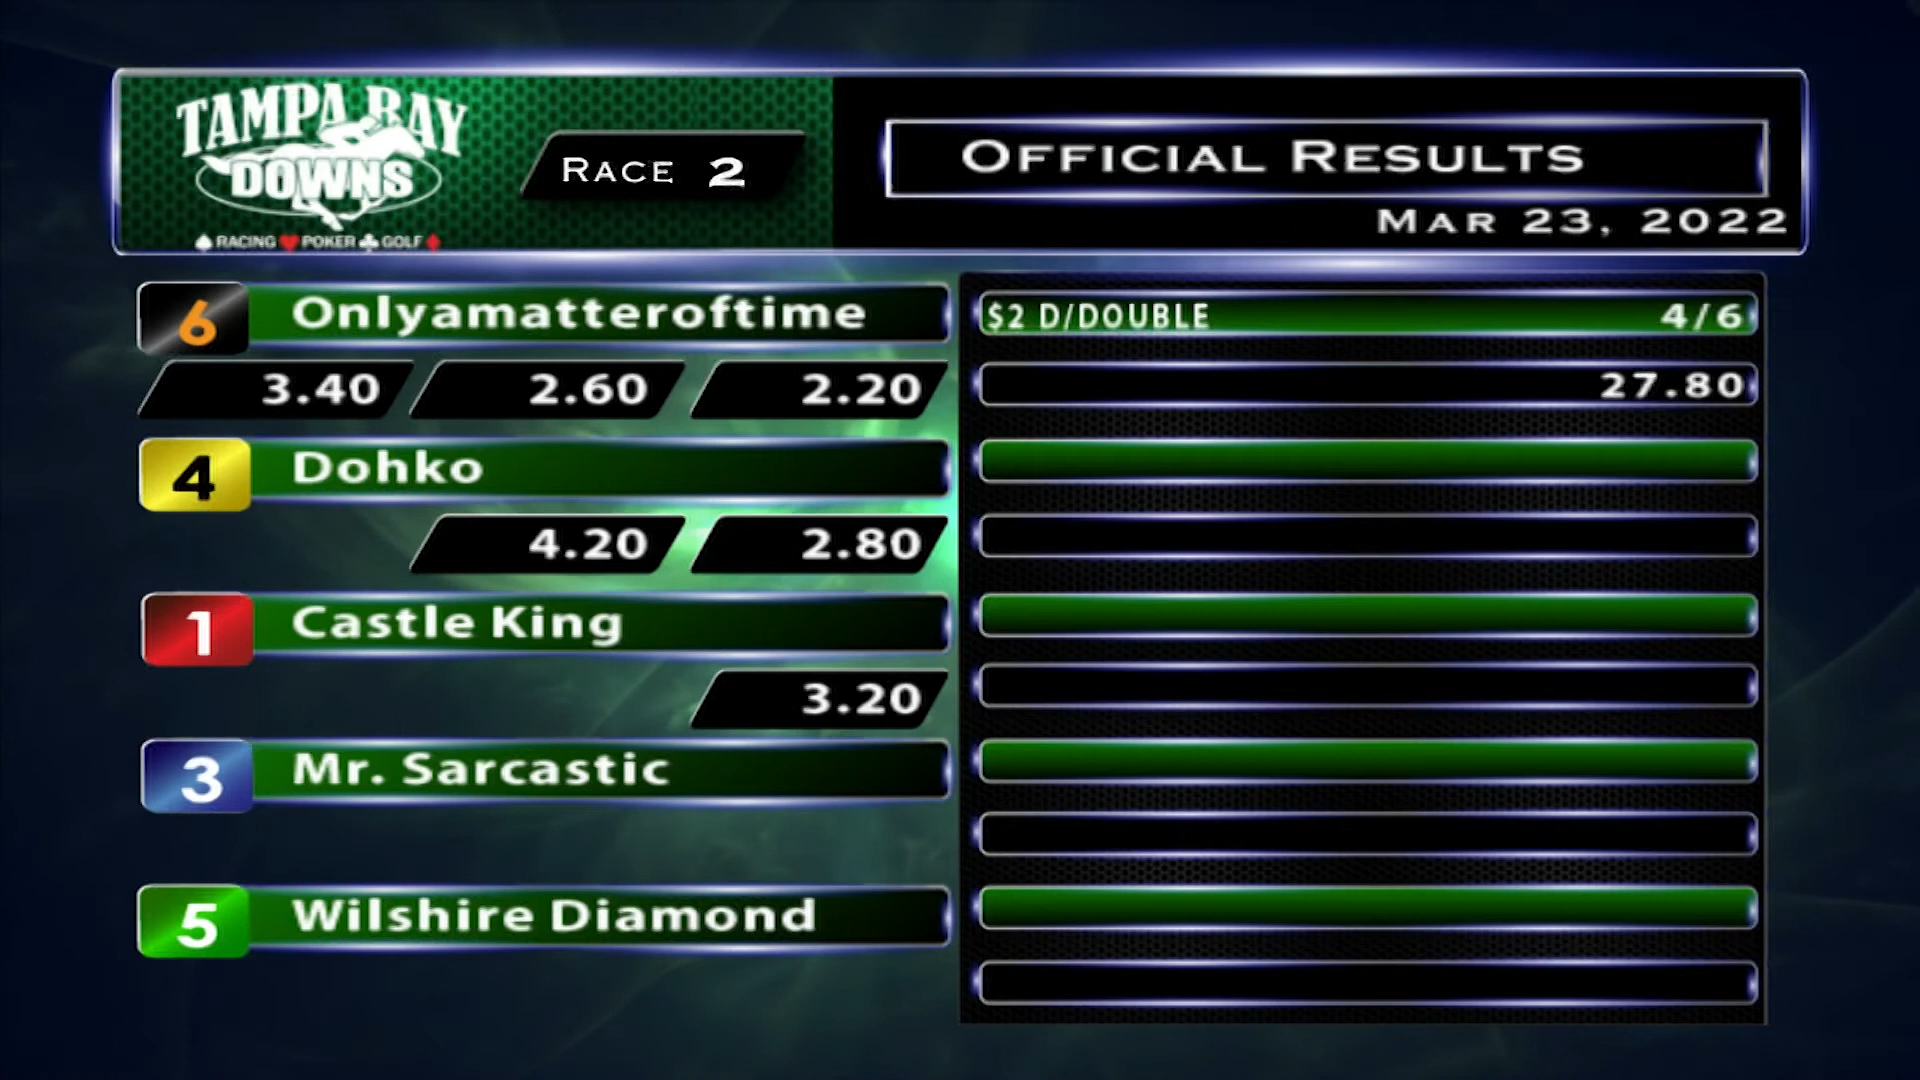 TAMPA BAY
DOWNS
RACING POKER GOLF
RACE 2
OFFICIAL RESULTS
MAR 23, 2022
6 Onlyamatteroftime
3.40 2.60 2.20
4 Dohko
4.20 2.80
1 Castle King
3.20
3 Mr. Sarcastic
5 Wilshire Diamond
$2 D/DOUBLE 4/6
27.80